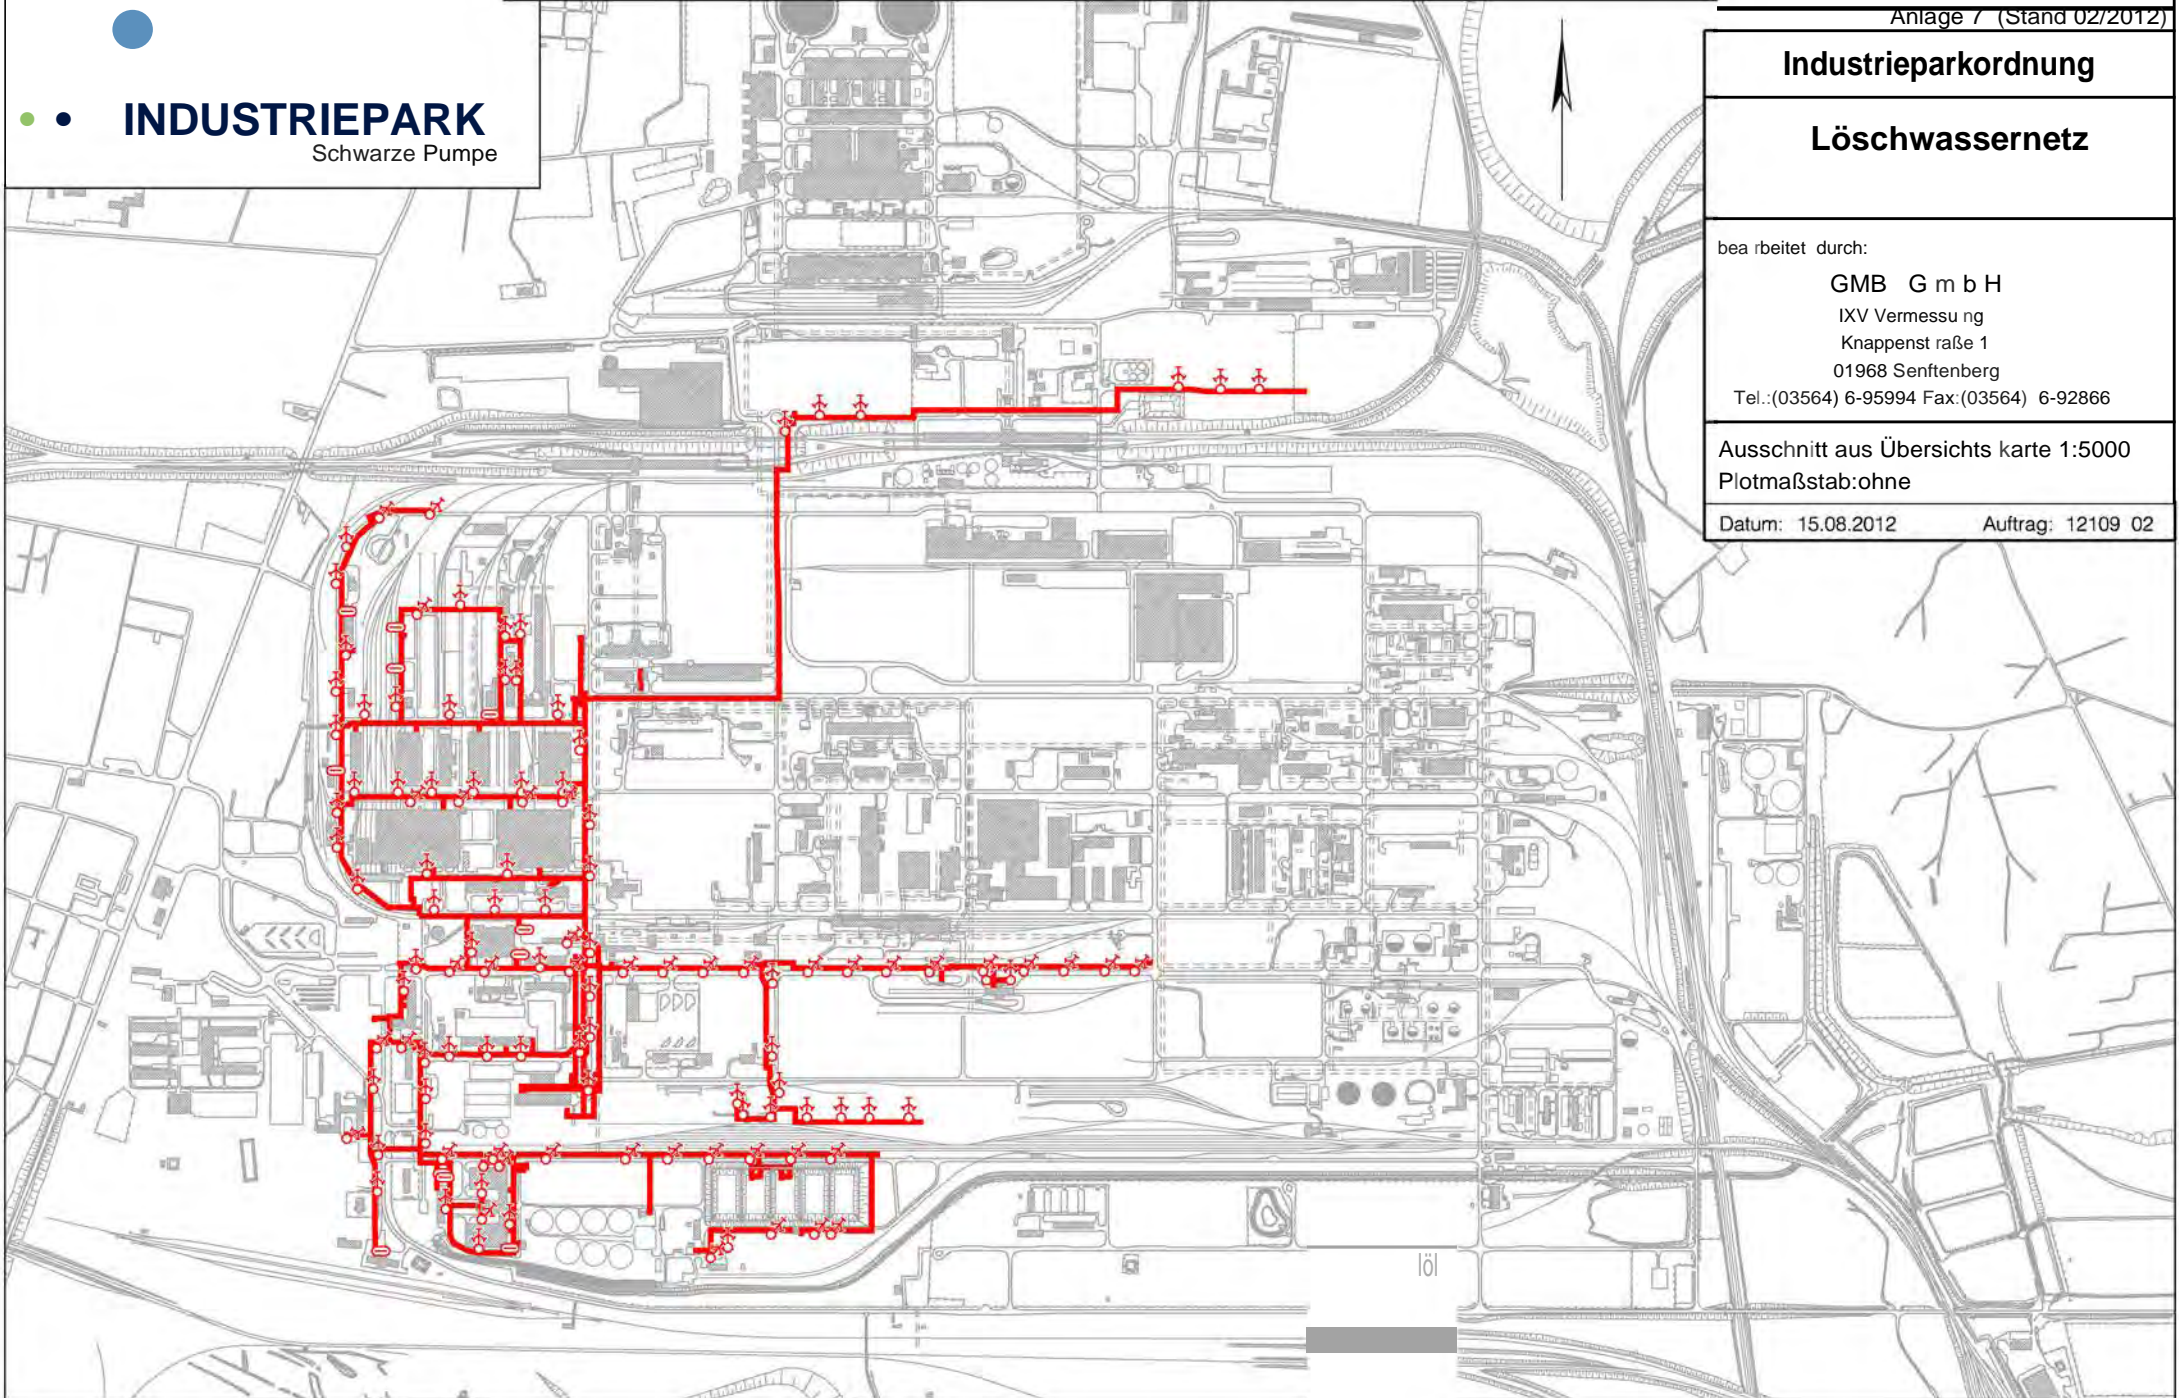 INDUSTRIEPARK
Schwarze Pumpe
Anlage 7 (Stand 02/2012)
Industrieparkordnung
Löschwassernetz
bea rbeitet durch:
GMB G m b H
IXV Vermessu ng
Knappenst raße 1
01968 Senftenberg
Tel.:(03564) 6-95994 Fax:(03564) 6-92866
Ausschnitt aus Übersichts karte 1:5000
Plotmaßstab:ohne
Datum: 15.08.2012 Auftrag: 12109 02
löl